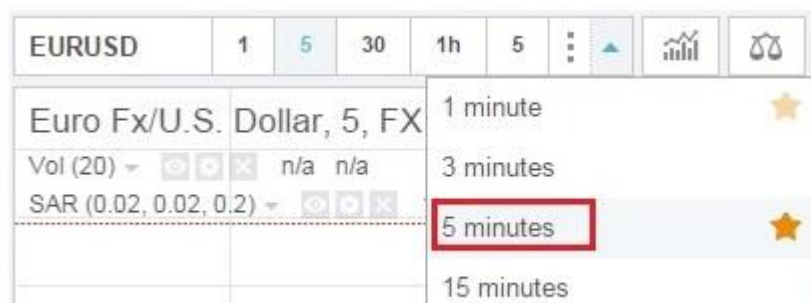 EURUSD 1 5 30 1h 5
Euro Fx/U.S. Dollar, 5, FX
1 minute
Vol (20) n/a n/a
3 minutes
SAR (0.02, 0.02, 0.2)
5 minutes
15 minutes